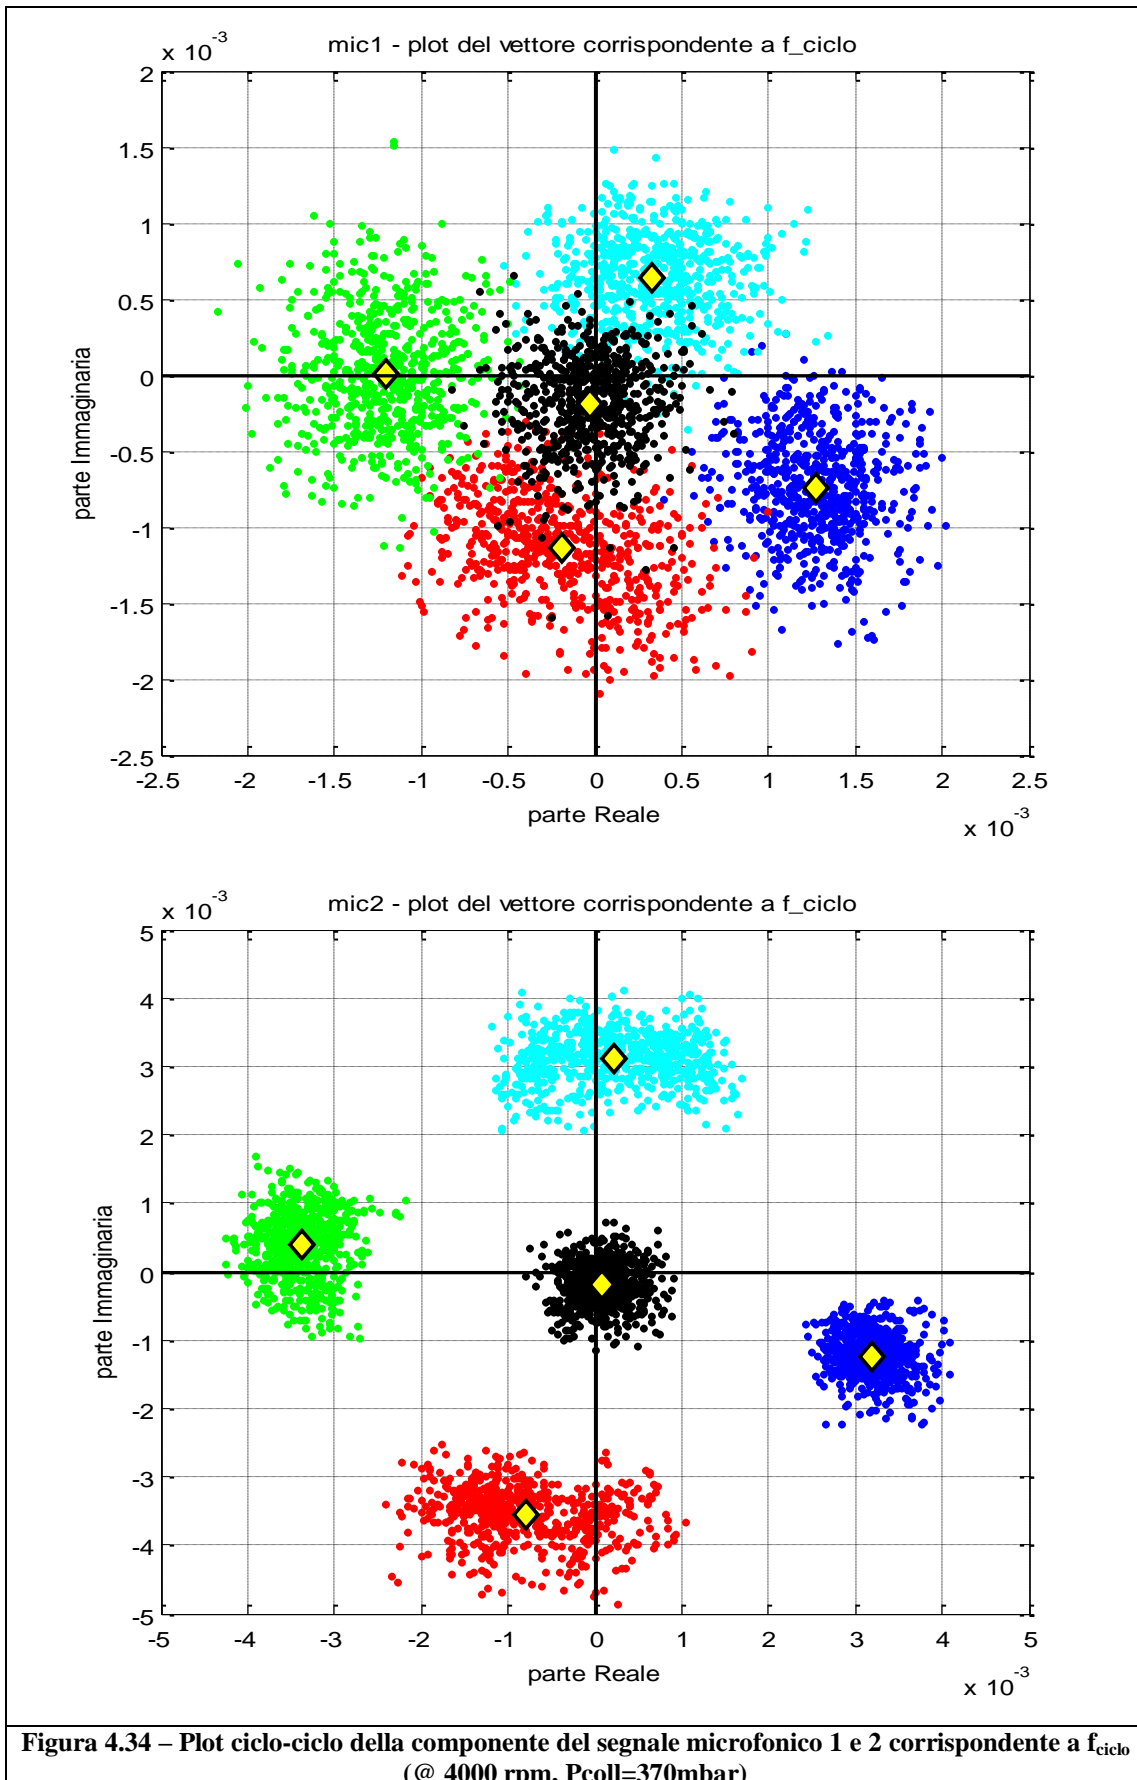 x 10^-3
mic1 - plot del vettore corrispondente a f_ciclo
2
1.5
1
0.5
0
-0.5
-1
-1.5
-2
-2.5
parte Immaginaria
-2.5 -2 -1.5 -1 -0.5 0 0.5 1 1.5 2 2.5
parte Reale
x 10^-3
x 10^-3
mic2 - plot del vettore corrispondente a f_ciclo
5
4
3
2
1
0
-1
-2
-3
-4
-5
parte Immaginaria
-5 -4 -3 -2 -1 0 1 2 3 4 5
parte Reale
x 10^-3
Figura 4.34 – Plot ciclo-ciclo della componente del segnale microfonico 1 e 2 corrispondente a f_ciclo
(@ 4000 rpm, Pcoll=370mbar)